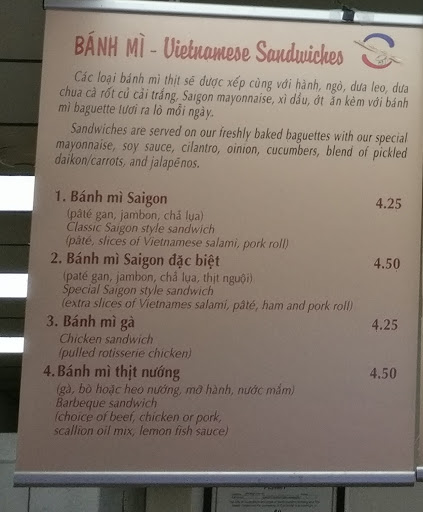 BÁNH MÌ - Vietnamese Sandwiches
Các loại bánh mì thịt sẽ được xếp cùng với hành, ngò, dưa leo, dưa
chua cà rốt củ cải trắng, Saigon mayonnaise, xì dầu, ớt ăn kèm với bánh
mì baguette tươi ra lò mỗi ngày.
Sandwiches are served on our freshly baked baguettes with our special
mayonnaise, soy sauce, cilantro, oinion, cucumbers, blend of pickled
daikon/carrots, and jalapénos.
1. Bánh mì Saigon 4.25
(pâté gan, jambon, chả lụa)
Classic Saigon style sandwich
(pâté, slices of Vietnamese salami, pork roll)
2. Bánh mì Saigon đặc biệt 4.50
(paté gan, jambon, chả lụa, thịt nguội)
Special Saigon style sandwich
(extra slices of Vietnames salami, pâté, ham and pork roll)
3. Bánh mì gà 4.25
Chicken sandwich
(pulled rotisserie chicken)
4. Bánh mì thịt nướng 4.50
(gà, bò hoặc heo nướng, mỡ hành, nước mắm)
Barbeque sandwich
(choice of beef, chicken or pork,
scallion oil mix, lemon fish sauce)